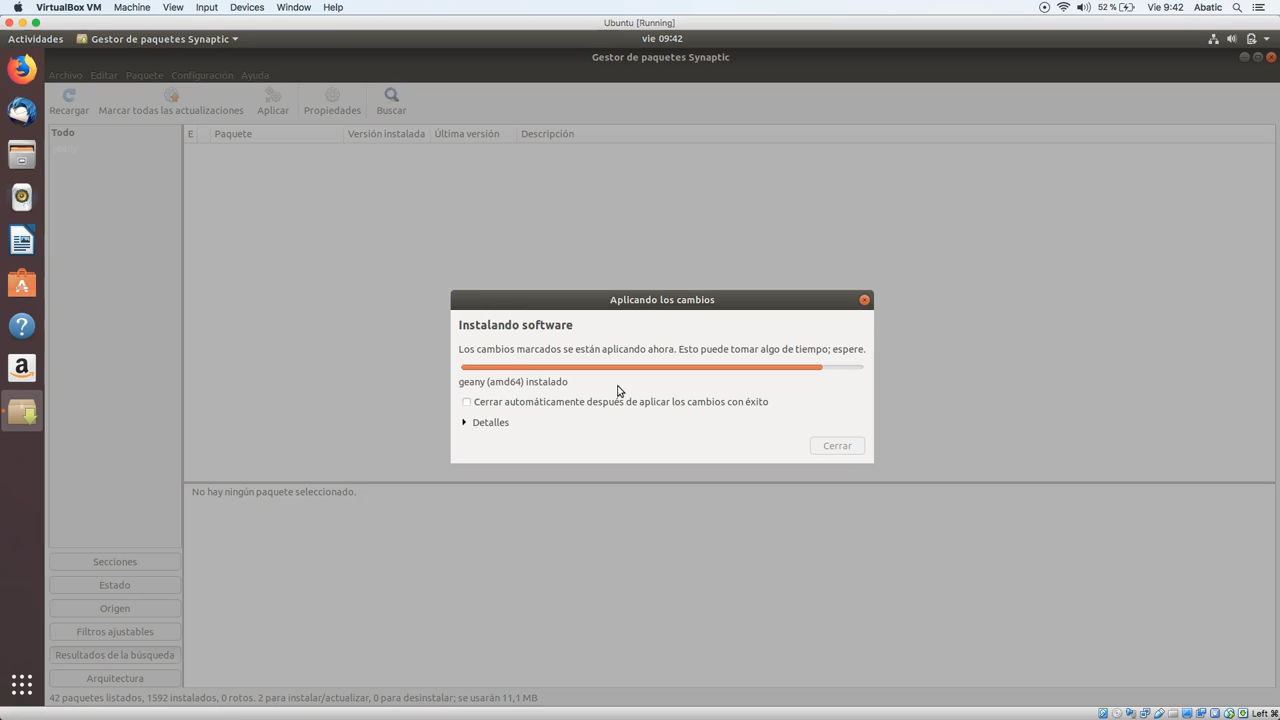 VirtualBox VM Machine View Input Devices Window Help 52 % Vie 9:42 Abatic
Ubuntu [Running]
Actividades Gestor de paquetes Synaptic vie 09:42
Gestor de paquetes Synaptic
Archivo Editar Paquete Configuración Ayuda
Recargar Marcar todas las actualizaciones Aplicar Propiedades Buscar
Todo E Paquete Versión instalada Última versión Descripción
geany
Aplicando los cambios
Instalando software
Los cambios marcados se están aplicando ahora. Esto puede tomar algo de tiempo; espere.
geany (amd64) instalado
Cerrar automáticamente después de aplicar los cambios con éxito
Detalles
Cerrar
No hay ningún paquete seleccionado.
Secciones
Estado
Origen
Filtros ajustables
Resultados de la búsqueda
Arquitectura
42 paquetes listados, 1592 instalados, 0 rotos. 2 para instalar/actualizar, 0 para desinstalar; se usarán 11,1 MB
Left ⌘